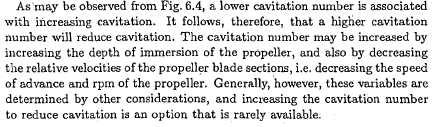 As may be observed from Fig. 6.4, a lower cavitation number is associated
with increasing cavitation. It follows, therefore, that a higher cavitation
number will reduce cavitation. The cavitation number may be increased by
increasing the depth of immersion of the propeller, and also by decreasing
the relative velocities of the propeller blade sections, i.e. decreasing the speed
of advance and rpm of the propeller. Generally, however, these variables are
determined by other considerations, and increasing the cavitation number
to reduce cavitation is an option that is rarely available.